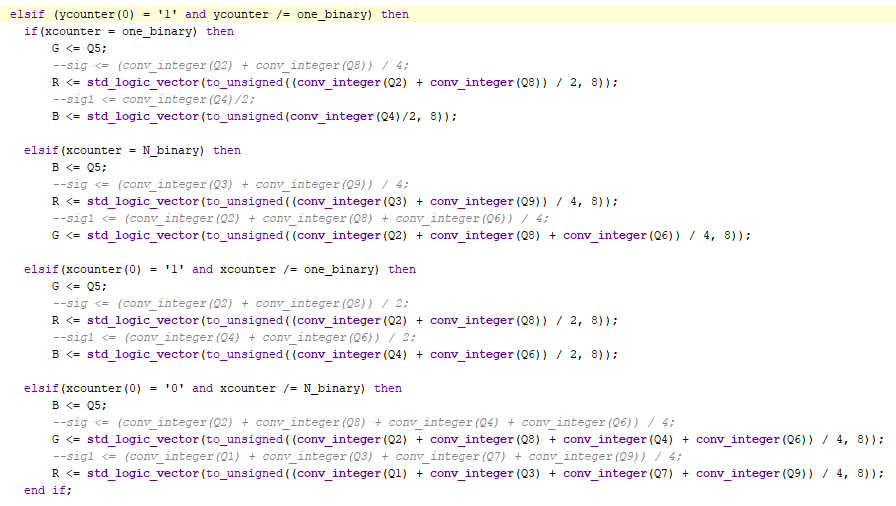 elsif (ycounter(0) = '1' and ycounter /= one_binary) then
if(xcounter = one_binary) then
G <= Q5;
--sig <= (conv_integer(Q2) + conv_integer(Q8)) / 4;
R <= std_logic_vector(to_unsigned((conv_integer(Q2) + conv_integer(Q8)) / 2, 8));
--sig1 <= conv_integer(Q4)/2;
B <= std_logic_vector(to_unsigned(conv_integer(Q4)/2, 8));
elsif(xcounter = N_binary) then
B <= Q5;
--sig <= (conv_integer(Q3) + conv_integer(Q9)) / 4;
R <= std_logic_vector(to_unsigned((conv_integer(Q3) + conv_integer(Q9)) / 4, 8));
--sig1 <= (conv_integer(Q2) + conv_integer(Q8) + conv_integer(Q6)) / 4;
G <= std_logic_vector(to_unsigned((conv_integer(Q2) + conv_integer(Q8) + conv_integer(Q6)) / 4, 8));
elsif(xcounter(0) = '1' and xcounter /= one_binary) then
G <= Q5;
--sig <= (conv_integer(Q2) + conv_integer(Q8)) / 2;
R <= std_logic_vector(to_unsigned((conv_integer(Q2) + conv_integer(Q8)) / 2, 8));
--sig1 <= (conv_integer(Q4) + conv_integer(Q6)) / 2;
B <= std_logic_vector(to_unsigned((conv_integer(Q4) + conv_integer(Q6)) / 2, 8));
elsif(xcounter(0) = '0' and xcounter /= N_binary) then
B <= Q5;
--sig <= (conv_integer(Q2) + conv_integer(Q8) + conv_integer(Q4) + conv_integer(Q6)) / 4;
G <= std_logic_vector(to_unsigned((conv_integer(Q2) + conv_integer(Q8) + conv_integer(Q4) + conv_integer(Q6)) / 4, 8));
--sig1 <= (conv_integer(Q1) + conv_integer(Q3) + conv_integer(Q7) + conv_integer(Q9)) / 4;
R <= std_logic_vector(to_unsigned((conv_integer(Q1) + conv_integer(Q3) + conv_integer(Q7) + conv_integer(Q9)) / 4, 8));
end if;